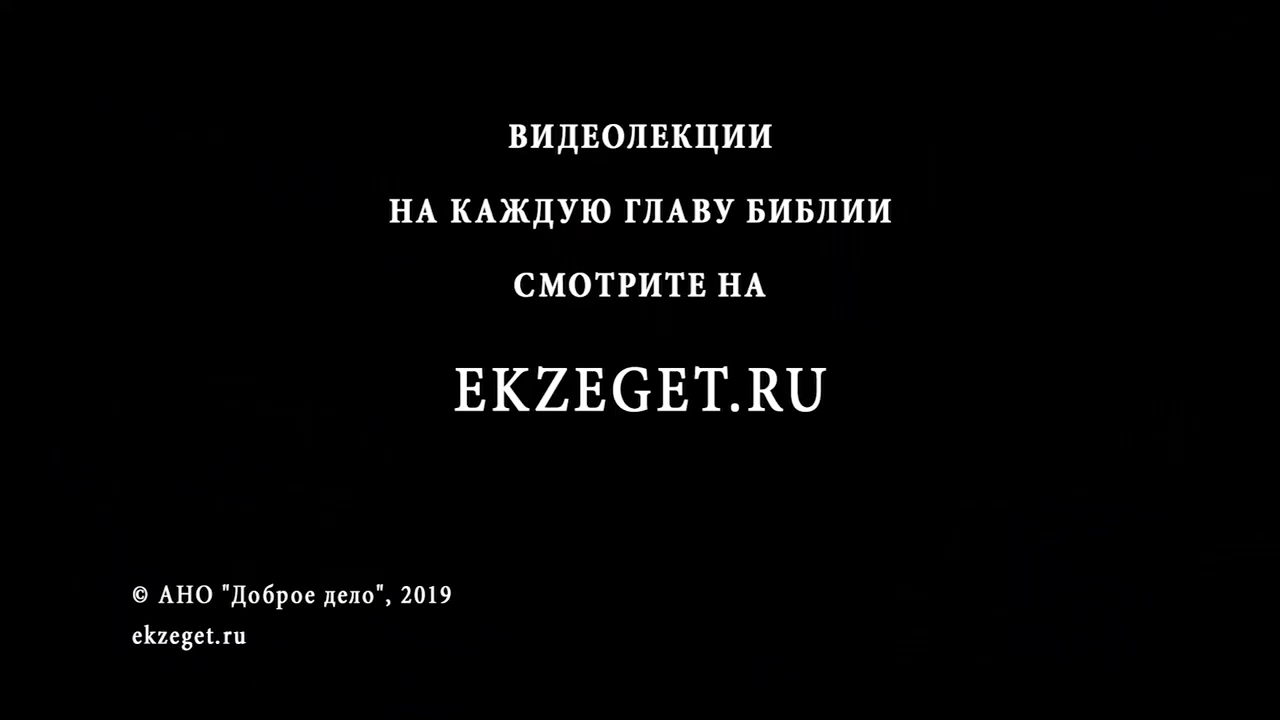 ВИДЕОЛЕКЦИИ
НА КАЖДУЮ ГЛАВУ БИБЛИИ
СМОТРИТЕ НА
EKZEGET.RU
© АНО "Доброе дело", 2019
ekzeget.ru